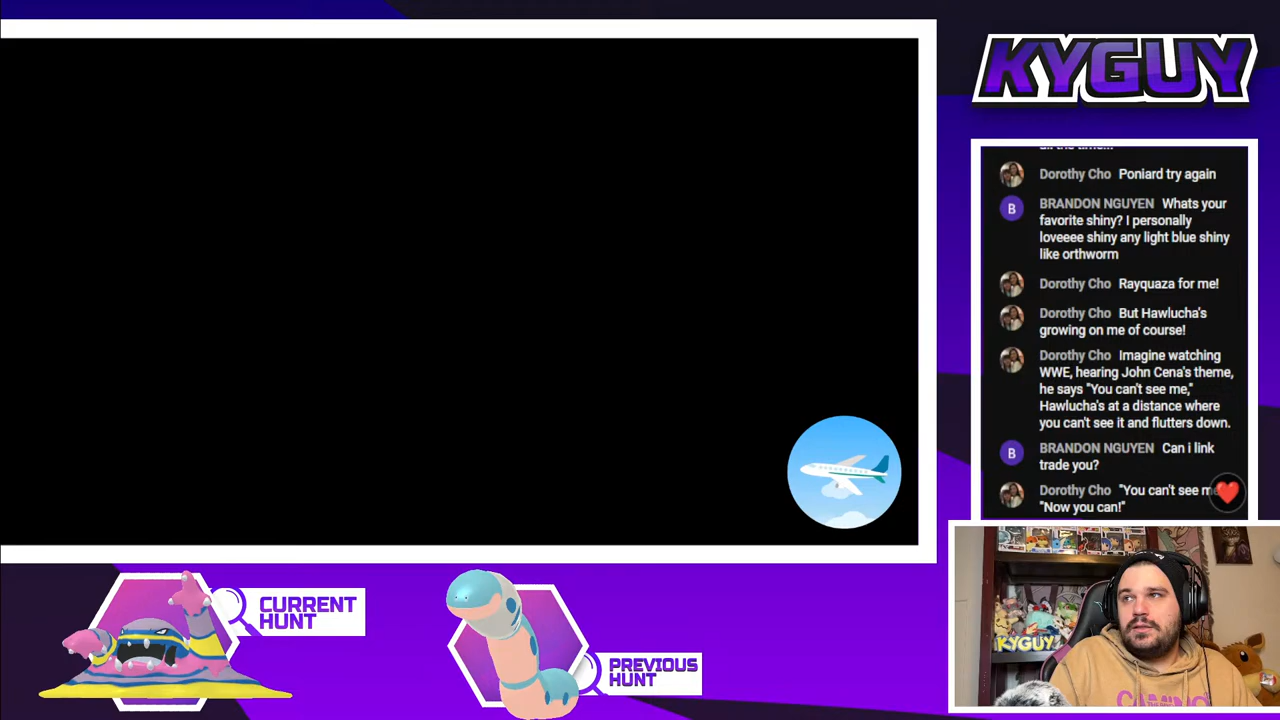 KYGUY
Dorothy Cho Poniard try again
BRANDON NGUYEN Whats your
favorite shiny? I personally
loveeee shiny any light blue shiny
like orthworm
Dorothy Cho Rayquaza for me!
Dorothy Cho But Hawlucha's
growing on me of course!
Dorothy Cho Imagine watching
WWE, hearing John Cena's theme,
he says "You can't see me,"
Hawlucha's at a distance where
you can't see it and flutters down.
BRANDON NGUYEN Can i link
trade you?
Dorothy Cho "You can't see
"Now you can!"
B
B
CURRENT
HUNT
PREVIOUS
HUNT
KYGUY